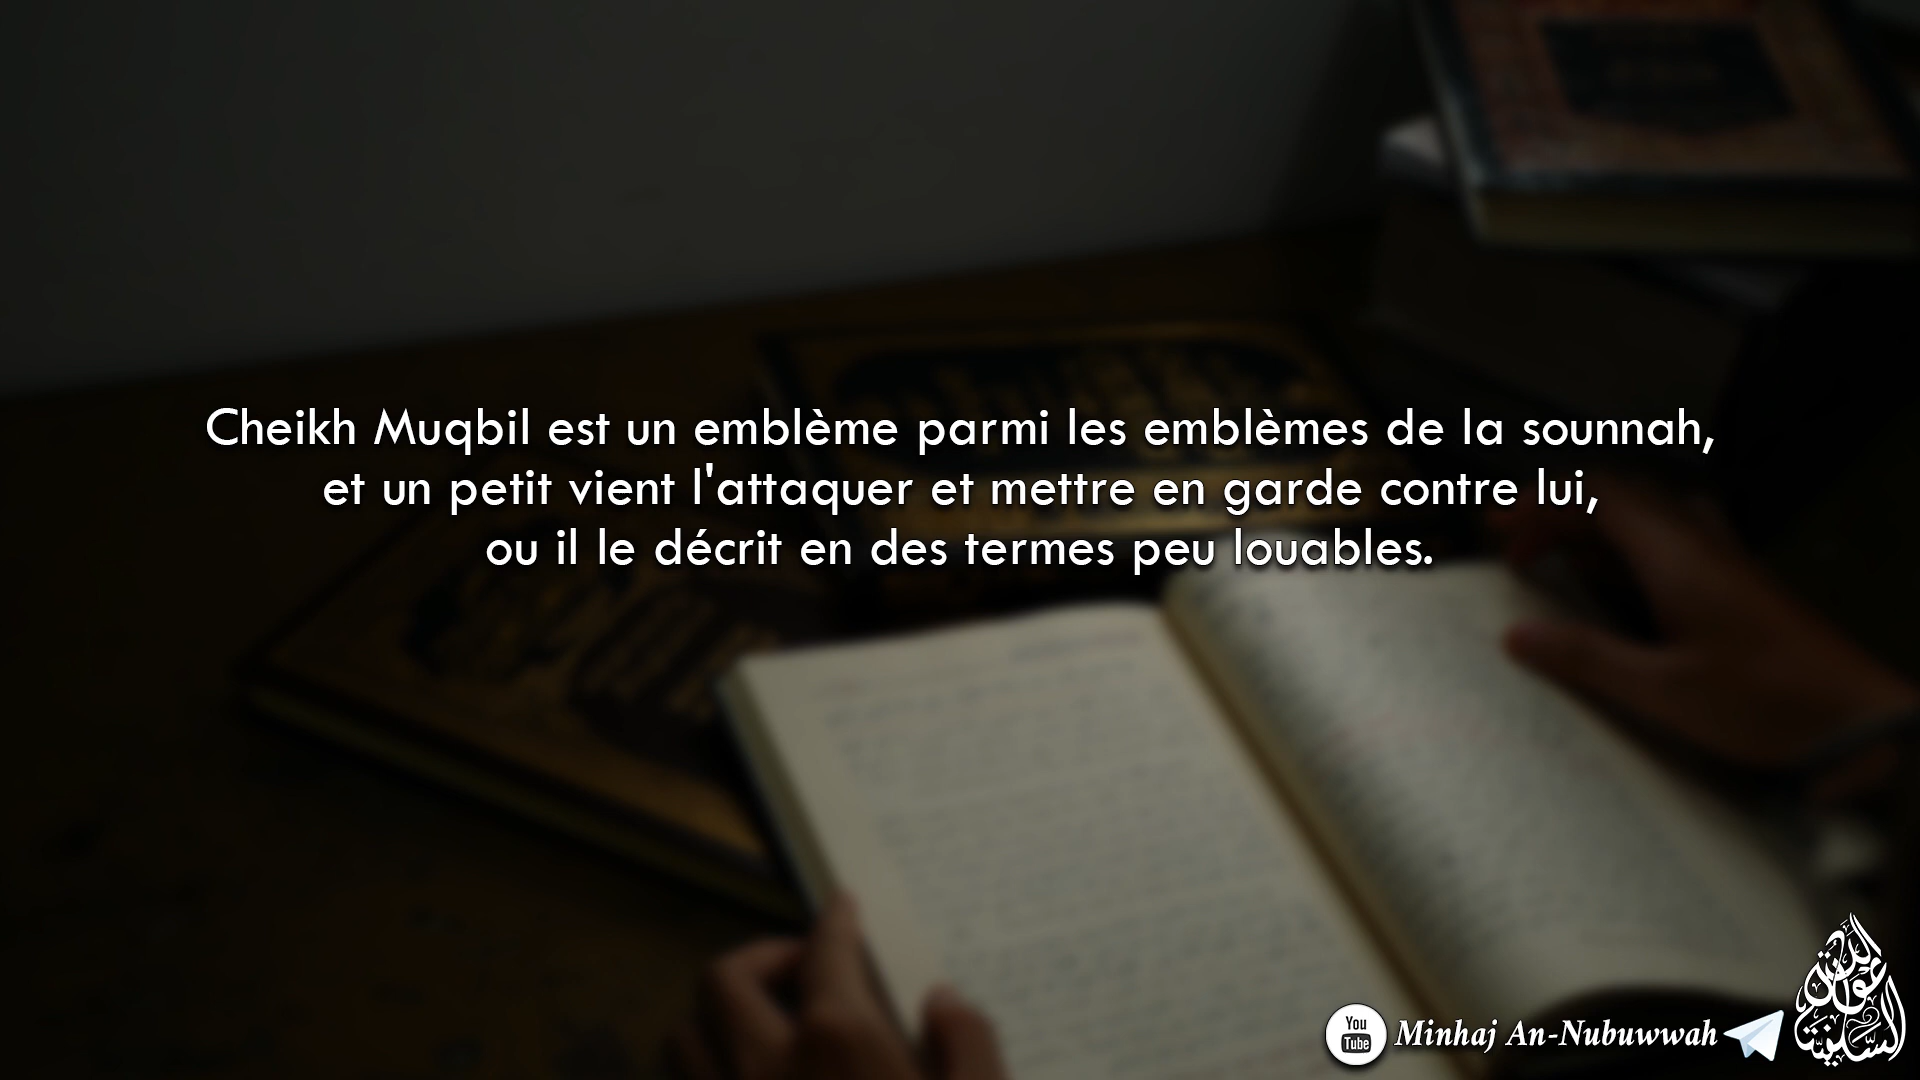 Cheikh Muqbil est un emblème parmi les emblèmes de la sounnah,
et un petit vient l'attaquer et mettre en garde contre lui,
ou il le décrit en des termes peu louables.
You
Tube
Minhaj An-Nubuwwah